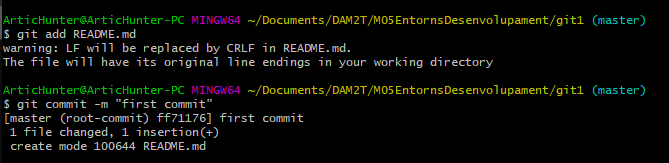 ArticHunter@ArticHunter-PC MINGW64 ~/Documents/DAM2T/M05EntornsDesenvolupament/git1 (master)
$ git add README.md
warning: LF will be replaced by CRLF in README.md.
The file will have its original line endings in your working directory
ArticHunter@ArticHunter-PC MINGW64 ~/Documents/DAM2T/M05EntornsDesenvolupament/git1 (master)
$ git commit -m "first commit"
[master (root-commit) ff71176] first commit
 1 file changed, 1 insertion(+)
 create mode 100644 README.md